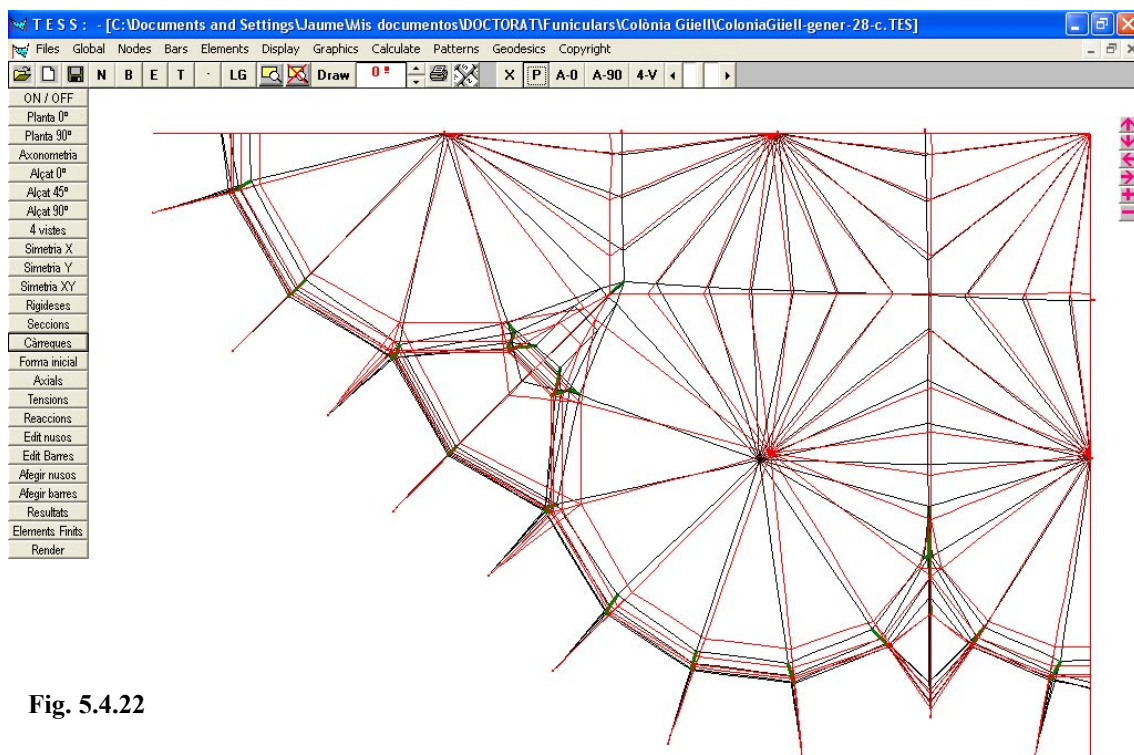 T E S S : - [C:\Documents and Settings\Jaume\Mis documentos\DOCTORAT\Funiculars\Colònia Güell\ColoniaGüell-gener-28-c.TES]
Files Global Nodes Bars Elements Display Graphics Calculate Patterns Geodesics Copyright
N B E T · LG Draw 0 X P A-0 A-90 4-V
ON / OFF
Planta 0º
Planta 90º
Axonometria
Alçat 0º
Alçat 45º
Alçat 90º
4 vistes
Simetria X
Simetria Y
Simetria XY
Rigideses
Seccions
Càrreques
Forma inicial
Axials
Tensions
Reaccions
Edit nusos
Edit Barres
Afegir nusos
Afegir barres
Resultats
Elements Finits
Render
Fig. 5.4.22